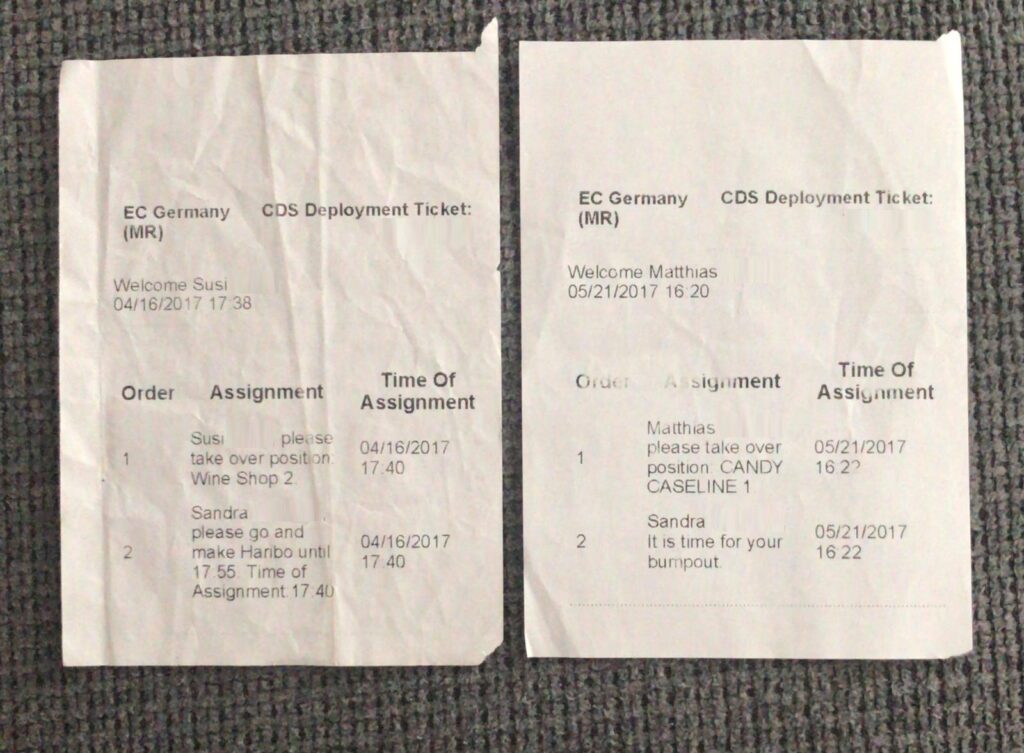 EC Germany CDS Deployment Ticket:
(MR)
Welcome Susi
04/16/2017 17:38
Order Assignment Time Of Assignment
1
Susi please
take over position:
Wine Shop 2.
04/16/2017
17:40
2
Sandra
please go and
make Haribo until
17:55. Time of
Assignment:17:40
04/16/2017
17:40
EC Germany CDS Deployment Ticket:
(MR)
Welcome Matthias
05/21/2017 16:20
Order Assignment Time Of Assignment
1
Matthias
please take over
position: CANDY
CASELINE 1.
05/21/2017
16:22
2
Sandra
It is time for your
bumpout.
05/21/2017
16:22